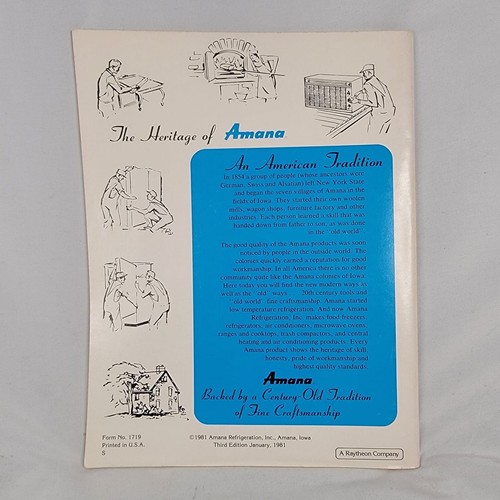 The Heritage of Amana
An American Tradition
In 1854 a group of people (whose ancestors were
German, Swiss and Alsatian) left New York State
and began the seven villages of Amana in the
fields of Iowa. They started their own woolen
mills, wagon shops, furniture factory and other
industries. Each person learned a skill that was
handed down from father to son, as was done
in the "old world".
The good quality of the Amana products was soon
noticed by people in the outside world. The
colonies quickly earned a reputation for good
workmanship. In all America there is no other
community quite like the Amana colonies of Iowa.
Here today you will find the new modern ways as
well as the "old" ways 20th century tools and
"old-world" fine craftsmanship. Amana started
low temperature refrigeration. And now Amana
Refrigeration, Inc. makes food freezers,
refrigerators, air conditioners, microwave ovens,
ranges and cooktops, trash compactors, and central
heating and air conditioning products. Every
Amana product shows the heritage of skill,
honesty, pride of workmanship and
highest quality standards.
Amana
Backed by a Century-Old Tradition
of Fine Craftsmanship
Form No. 1719
Printed in U.S.A.
S
©1981 Amana Refrigeration, Inc., Amana, Iowa
Third Edition January, 1981
A Raytheon Company